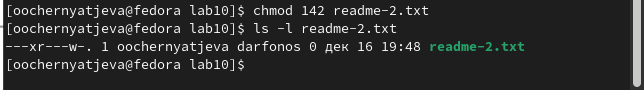 [oochernyatjeva@fedora lab10]$ chmod 142 readme-2.txt
[oochernyatjeva@fedora lab10]$ ls -l readme-2.txt
---xr---w-. 1 oochernyatjeva darfonos 0 дек 16 19:48 readme-2.txt
[oochernyatjeva@fedora lab10]$